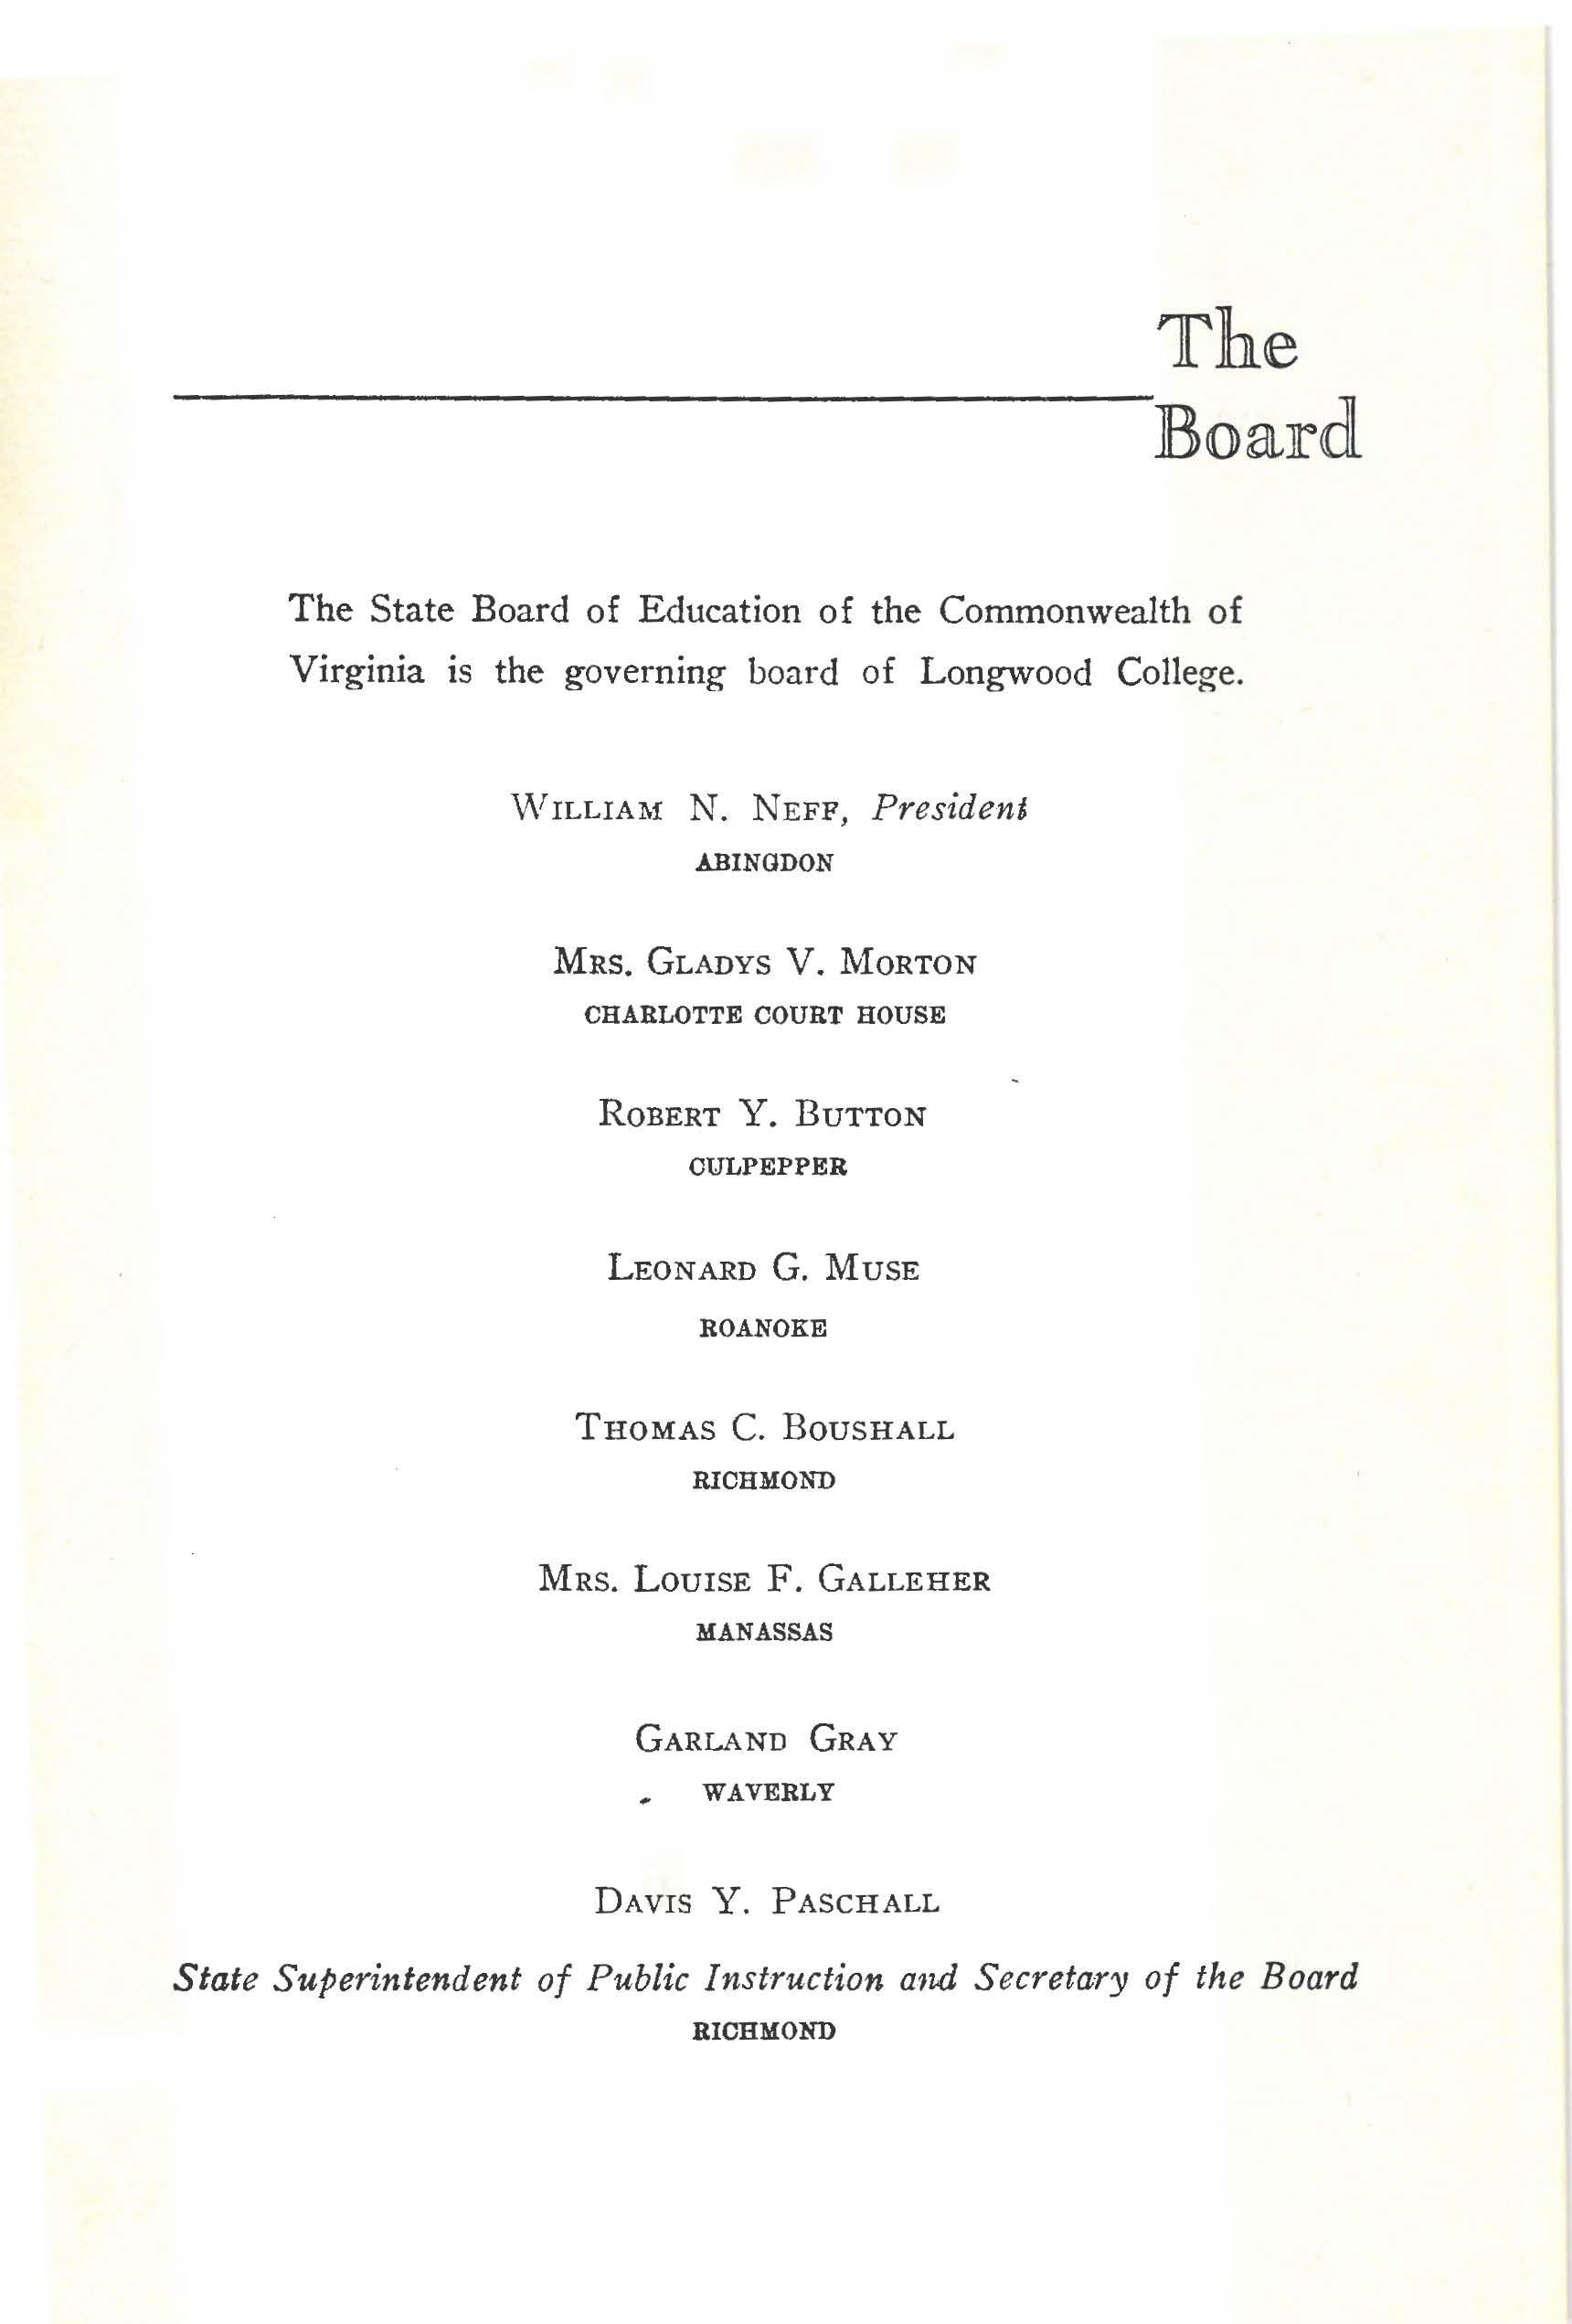 The
Board
The State Board of Education of the Commonwealth of
Virginia is the governing board of Longwood College.
WILLIAM N. NEFF, President
ABINGDON
MRS. GLADYS V. MORTON
CHARLOTTE COURT HOUSE
ROBERT Y. BUTTON
CULPEPPER
LEONARD G. MUSE
ROANOKE
THOMAS C. BOUSHALL
RICHMOND
MRS. LOUISE F. GALLEHER
MANASSAS
GARLAND GRAY
WAVERLY
DAVIS Y. PASCHALL
State Superintendent of Public Instruction and Secretary of the Board
RICHMOND